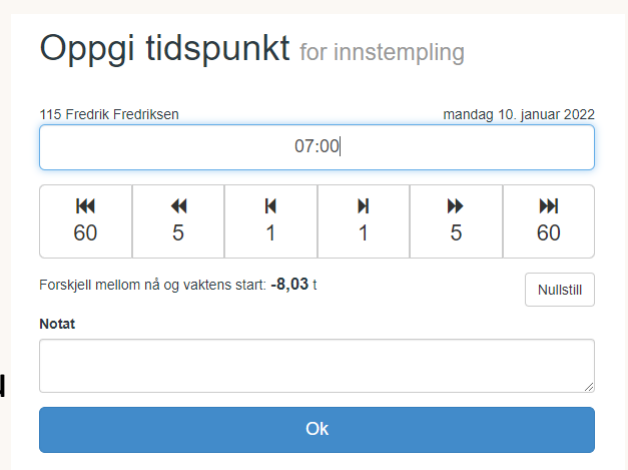 Oppgi tidspunkt for innstempling
115 Fredrik Fredriksen mandag 10. januar 2022
07:00
60 5 1 1 5 60
Forskjell mellom nå og vaktens start: -8,03 t Nullstill
Notat
Ok